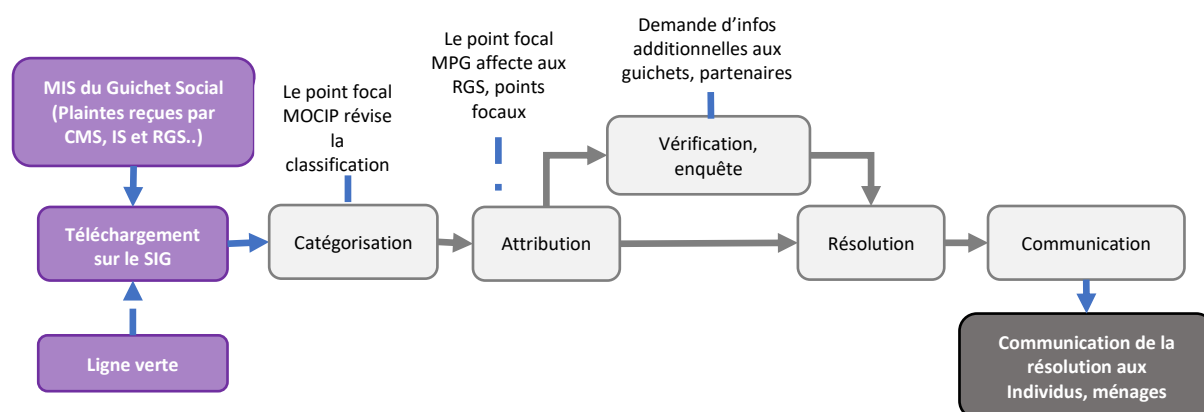 MIS du Guichet Social
(Plaintes reçues par
CMS, IS et RGS..)
Téléchargement
sur le SIG
Ligne verte
Le point focal
MOCIP révise
la
classification
Catégorisation
Le point focal
MPG affecte aux
RGS, points
focaux
Attribution
Demande d’infos
additionnelles aux
guichets, partenaires
Vérification,
enquête
Résolution
Communication
Communication de la
résolution aux
Individus, ménages